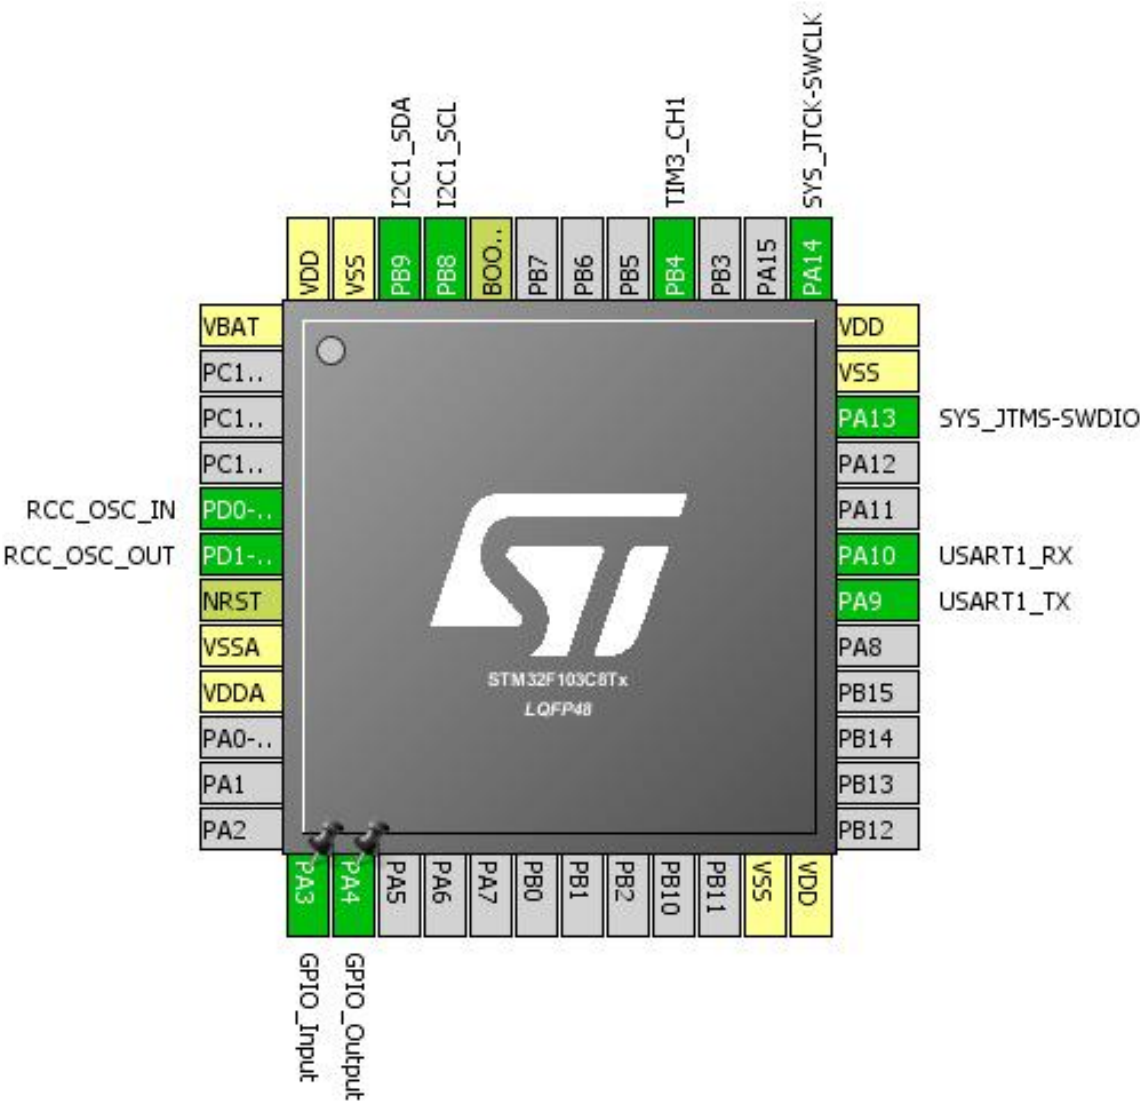 I2C1_SDA
I2C1_SCL
TIM3_CH1
SYS_JTCK-SWCLK
VDD
VSS
PB9
PB8
BOO..
PB7
PB6
PB5
PB4
PB3
PA15
PA14
VBAT
PC1..
PC1..
PC1..
RCC_OSC_IN PD0-..
RCC_OSC_OUT PD1-..
NRST
VSSA
VDDA
PA0-..
PA1
PA2
VDD
VSS
PA13 SYS_JTMS-SWDIO
PA12
PA11
PA10 USART1_RX
PA9 USART1_TX
PA8
PB15
PB14
PB13
PB12
ST
STM32F103C8Tx
LQFP48
PA3
PA4
PA5
PA6
PA7
PB0
PB1
PB2
PB10
PB11
VSS
VDD
GPIO_Input
GPIO_Output